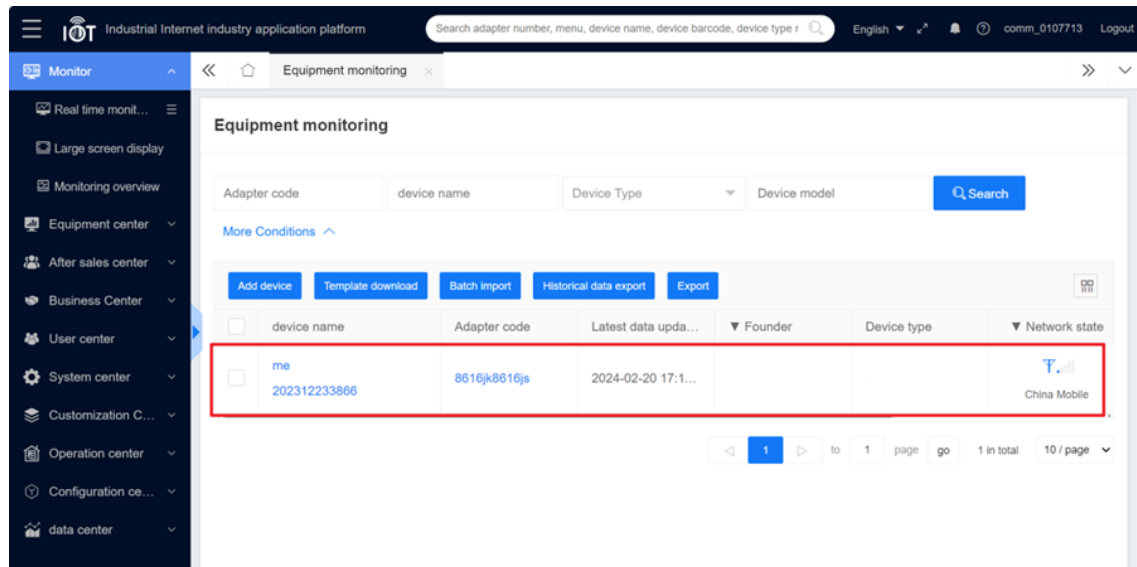 IOT Industrial Internet industry application platform
Search adapter number, menu, device name, device barcode, device type r
English
comm_0107713
Logout
Monitor
Real time monit...
Large screen display
Monitoring overview
Equipment center
After sales center
Business Center
User center
System center
Customization C...
Operation center
Configuration ce...
data center
Equipment monitoring
Equipment monitoring
Adapter code
device name
Device Type
Device model
Search
More Conditions
Add device
Template download
Batch import
Historical data export
Export
device name
Adapter code
Latest data upda...
Founder
Device type
Network state
me
202312233866
8616jk8616js
2024-02-20 17:1...
China Mobile
1
to
1
page
go
1 in total
10 / page